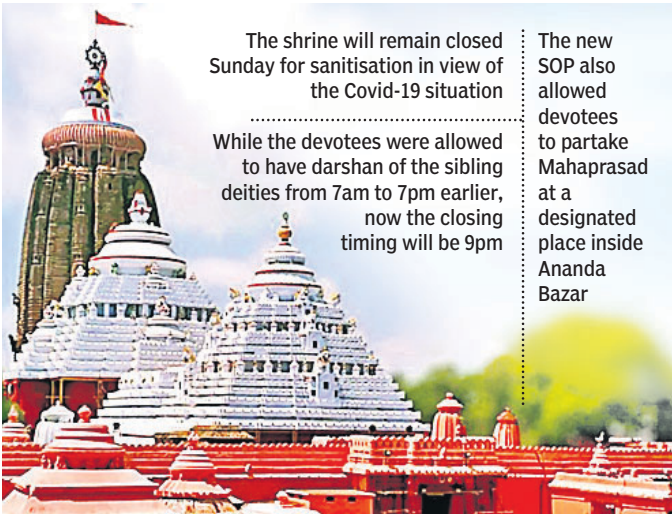 The shrine will remain closed
Sunday for sanitisation in view of
the Covid-19 situation
While the devotees were allowed
to have darshan of the sibling
deities from 7am to 7pm earlier,
now the closing
timing will be 9pm
The new
SOP also
allowed
devotees
to partake
Mahaprasad
at a
designated
place inside
Ananda
Bazar